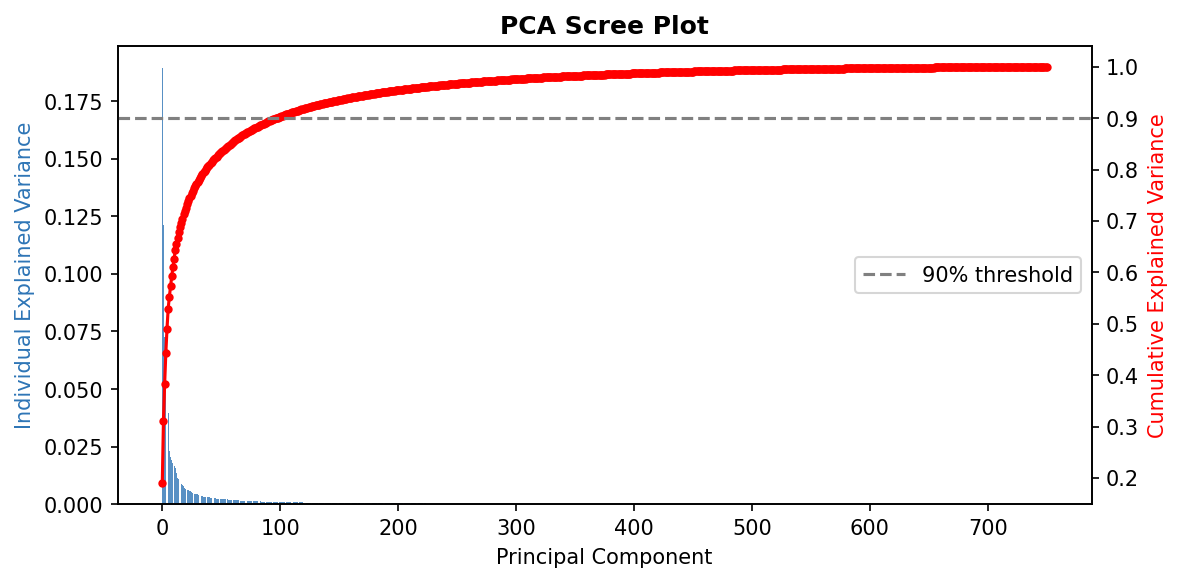 PCA Scree Plot
Individual Explained Variance
0.175
0.150
0.125
0.100
0.075
0.050
0.025
0.000
1.0
0.9
0.8
0.7
0.6
0.5
0.4
0.3
0.2
Cumulative Explained Variance
90% threshold
0 100 200 300 400 500 600 700
Principal Component